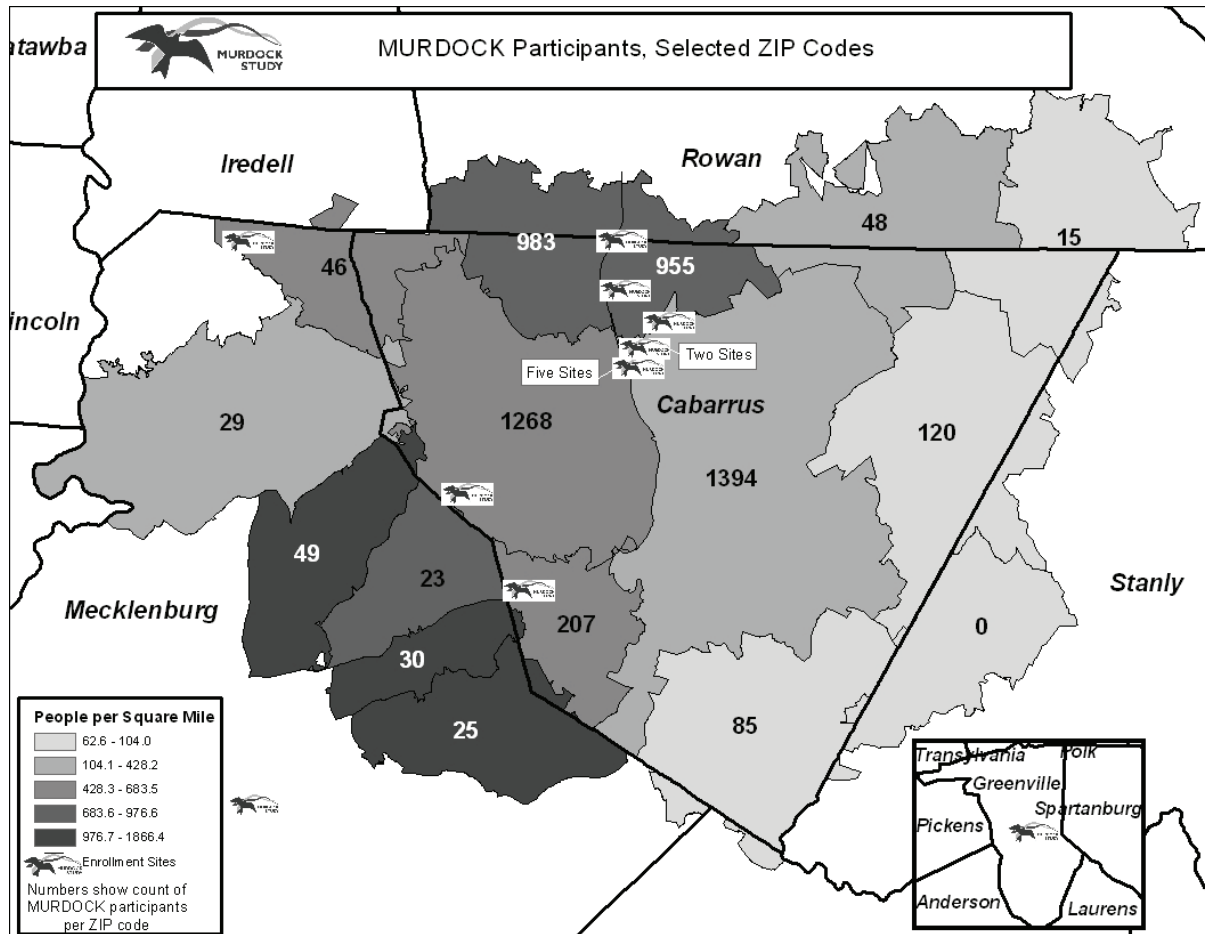 atawba
MURDOCK
STUDY
MURDOCK Participants, Selected ZIP Codes
Iredell
Rowan
48
15
983
955
46
incoln
Two Sites
Five Sites
Cabarrus
29
1268
120
1394
49
23
Mecklenburg
Stanly
207
0
30
25
85
People per Square Mile
62.6 - 104.0
104.1 - 428.2
428.3 - 683.5
683.6 - 976.6
976.7 - 1866.4
MURDOCK
STUDY
Enrollment Sites
Numbers show count of
MURDOCK participants
per ZIP code
Transylvania
Polk
Greenville
Spartanburg
Pickens
Anderson
Laurens